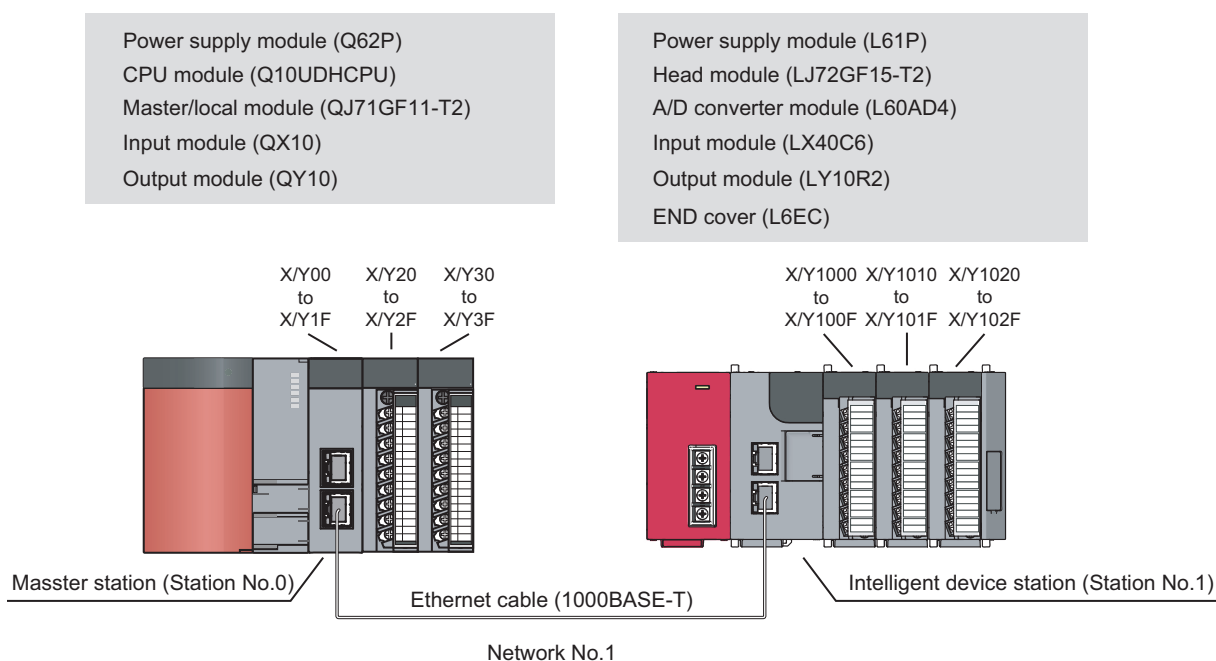 Power supply module (Q62P)
CPU module (Q10UDHCPU)
Master/local module (QJ71GF11-T2)
Input module (QX10)
Output module (QY10)
Power supply module (L61P)
Head module (LJ72GF15-T2)
A/D converter module (L60AD4)
Input module (LX40C6)
Output module (LY10R2)
END cover (L6EC)
X/Y00 X/Y20 X/Y30
to to to
X/Y1F X/Y2F X/Y3F
X/Y1000 X/Y1010 X/Y1020
to to to
X/Y100F X/Y101F X/Y102F
Masster station (Station No.0)
Ethernet cable (1000BASE-T)
Intelligent device station (Station No.1)
Network No.1